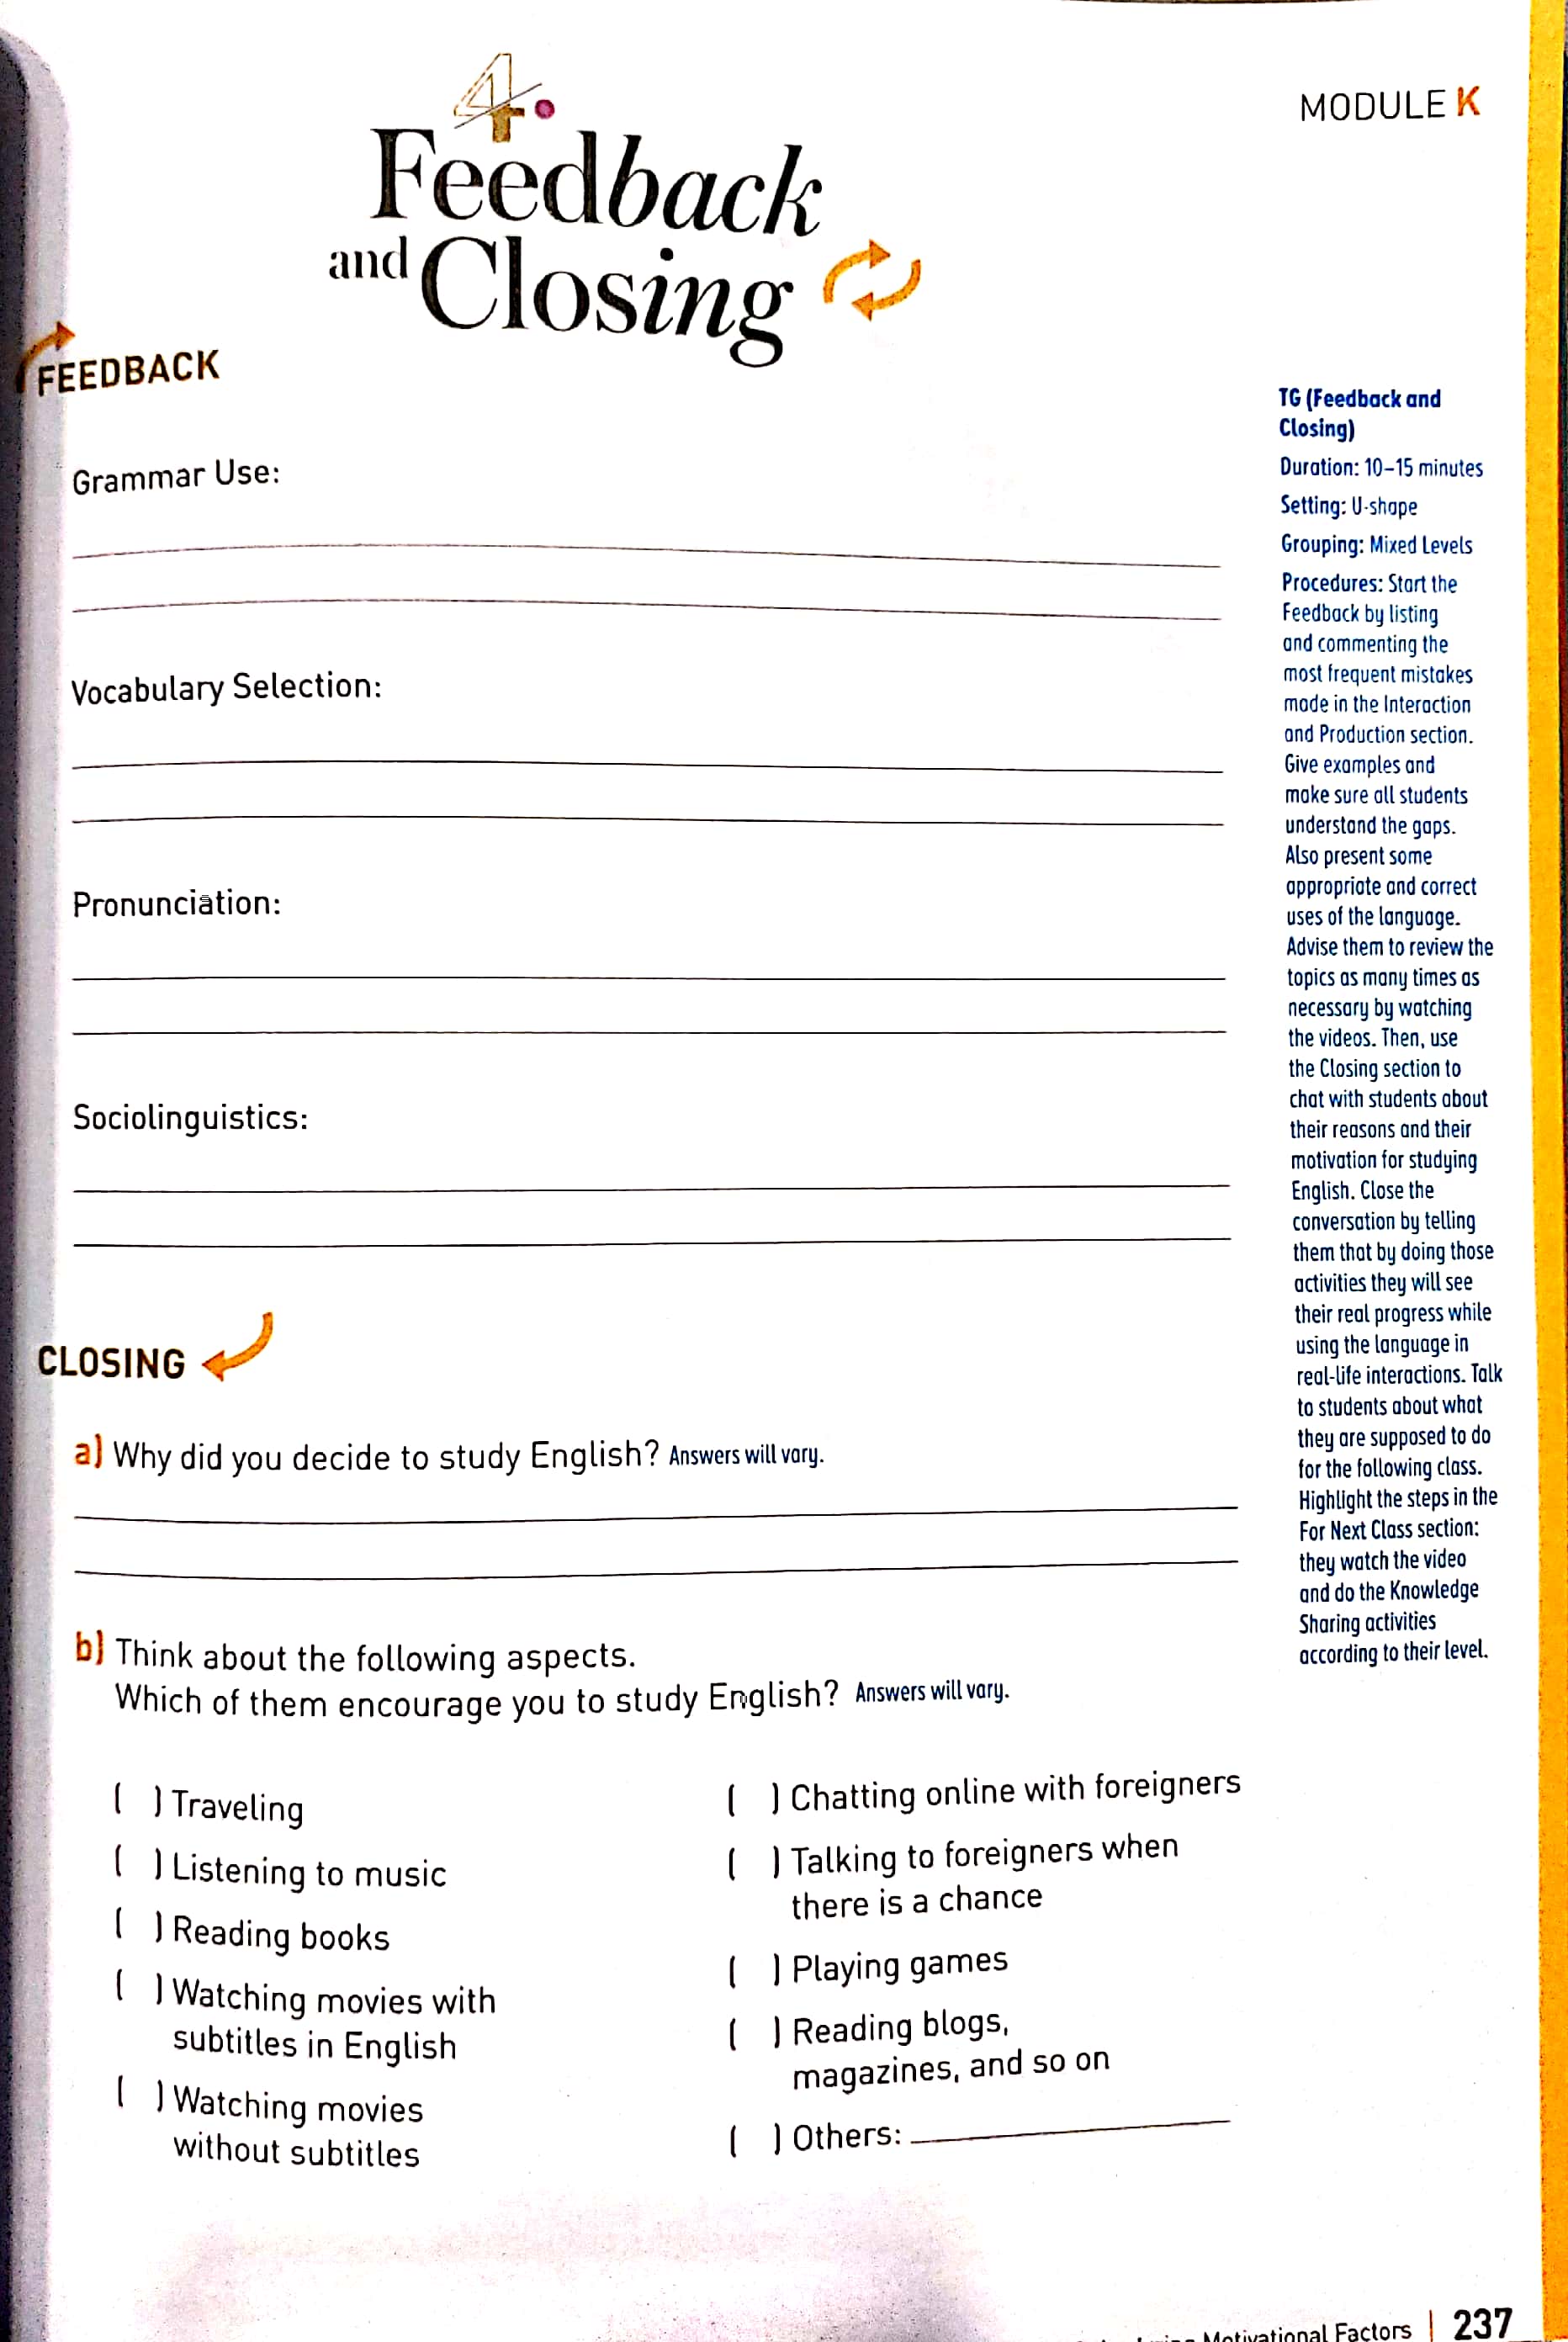 MODULE K
4.
Feedback
and Closing
FEEDBACK
Grammar Use:
Vocabulary Selection:
Pronunciation:
Sociolinguistics:
CLOSING
a) Why did you decide to study English? Answers will vary.
b) Think about the following aspects.
Which of them encourage you to study English? Answers will vary.
( ) Traveling
( ) Listening to music
( ) Reading books
( ) Watching movies with
subtitles in English
( ) Watching movies
without subtitles
( ) Chatting online with foreigners
( ) Talking to foreigners when
there is a chance
( ) Playing games
( ) Reading blogs,
magazines, and so on
( ) Others:
TG (Feedback and
Closing)
Duration: 10–15 minutes
Setting: U-shape
Grouping: Mixed Levels
Procedures: Start the
Feedback by listing
and commenting the
most frequent mistakes
made in the Interaction
and Production section.
Give examples and
make sure all students
understand the gaps.
Also present some
appropriate and correct
uses of the language.
Advise them to review the
topics as many times as
necessary by watching
the videos. Then, use
the Closing section to
chat with students about
their reasons and their
motivation for studying
English. Close the
conversation by telling
them that by doing those
activities they will see
their real progress while
using the language in
real-life interactions. Talk
to students about what
they are supposed to do
for the following class.
Highlight the steps in the
For Next Class section:
they watch the video
and do the Knowledge
Sharing activities
according to their level.
Motivational Factors | 237